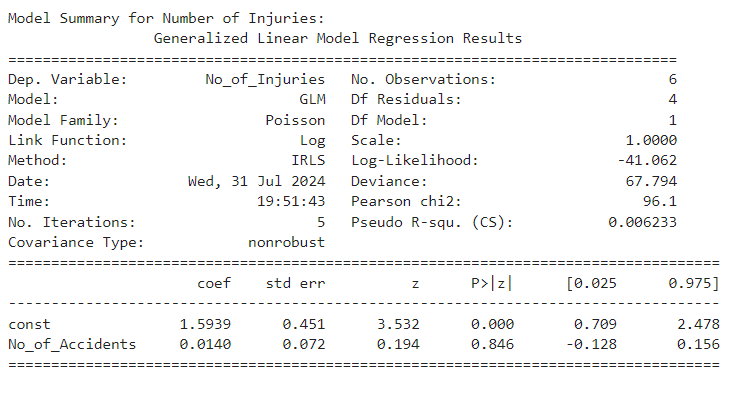 Model Summary for Number of Injuries:
                 Generalized Linear Model Regression Results
==============================================================================
Dep. Variable:         No_of_Injuries   No. Observations:                    6
Model:                            GLM   Df Residuals:                        4
Model Family:                 Poisson   Df Model:                            1
Link Function:                    Log   Scale:                          1.0000
Method:                          IRLS   Log-Likelihood:                -41.062
Date:                Wed, 31 Jul 2024   Deviance:                       67.794
Time:                        19:51:43   Pearson chi2:                     96.1
No. Iterations:                     5   Pseudo R-squ. (CS):           0.006233
Covariance Type:            nonrobust
===================================================================================
                      coef    std err          z      P>|z|      [0.025      0.975]
-----------------------------------------------------------------------------------
const               1.5939      0.451      3.532      0.000       0.709       2.478
No_of_Accidents     0.0140      0.072      0.194      0.846      -0.128       0.156
===================================================================================